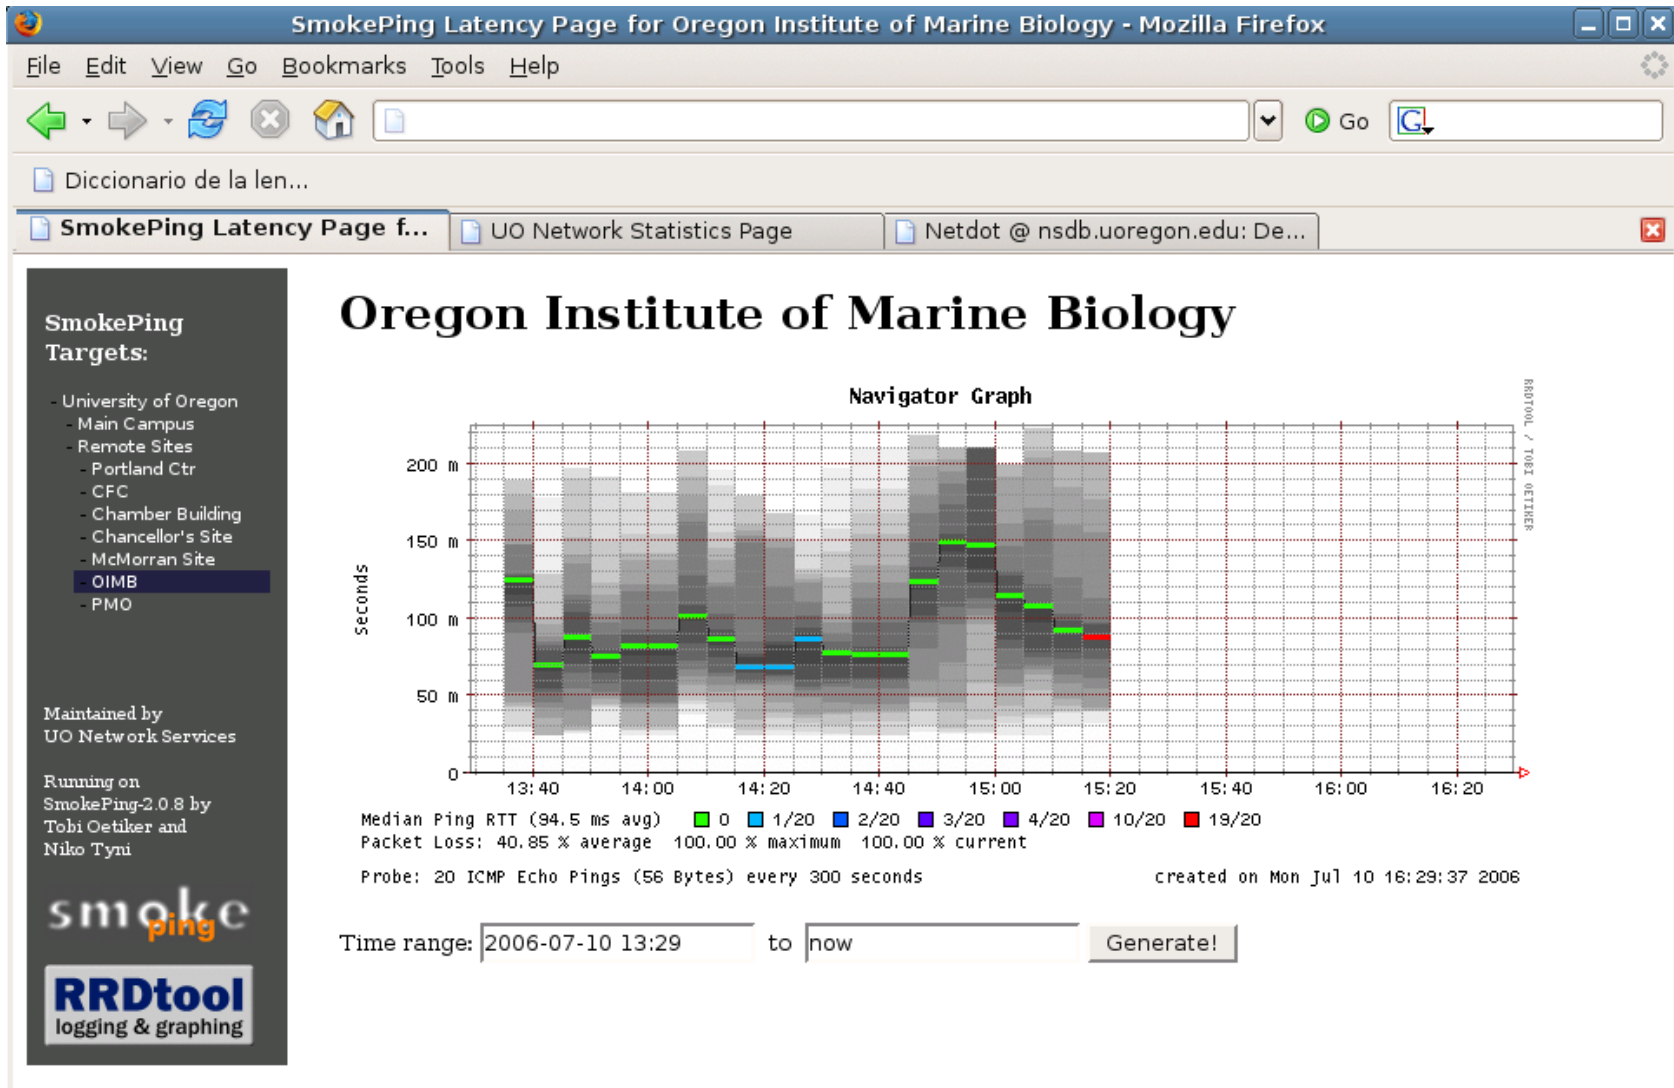 SmokePing Latency Page for Oregon Institute of Marine Biology - Mozilla Firefox
File Edit View Go Bookmarks Tools Help
Go G
Diccionario de la len...
SmokePing Latency Page f... UO Network Statistics Page Netdot @ nsdb.uoregon.edu: De...
SmokePing
Targets:
- University of Oregon
- Main Campus
- Remote Sites
- Portland Ctr
- CFC
- Chamber Building
- Chancellor's Site
- McMorran Site
- OIMB
- PMO
Maintained by
UO Network Services
Running on
SmokePing-2.0.8 by
Tobi Oetiker and
Niko Tyni
smoke
ping
RRDtool
logging & graphing
Oregon Institute of Marine Biology
Navigator Graph
RRDTOOL / TOBI OETIKER
seconds
200 m
150 m
100 m
50 m
0
13:40 14:00 14:20 14:40 15:00 15:20 15:40 16:00 16:20
Median Ping RTT (94.5 ms avg) 0 1/20 2/20 3/20 4/20 10/20 19/20
Packet Loss: 40.85 % average 100.00 % maximum 100.00 % current
Probe: 20 ICMP Echo Pings (56 Bytes) every 300 seconds created on Mon Jul 10 16:29:37 2006
Time range: 2006-07-10 13:29 to now Generate!